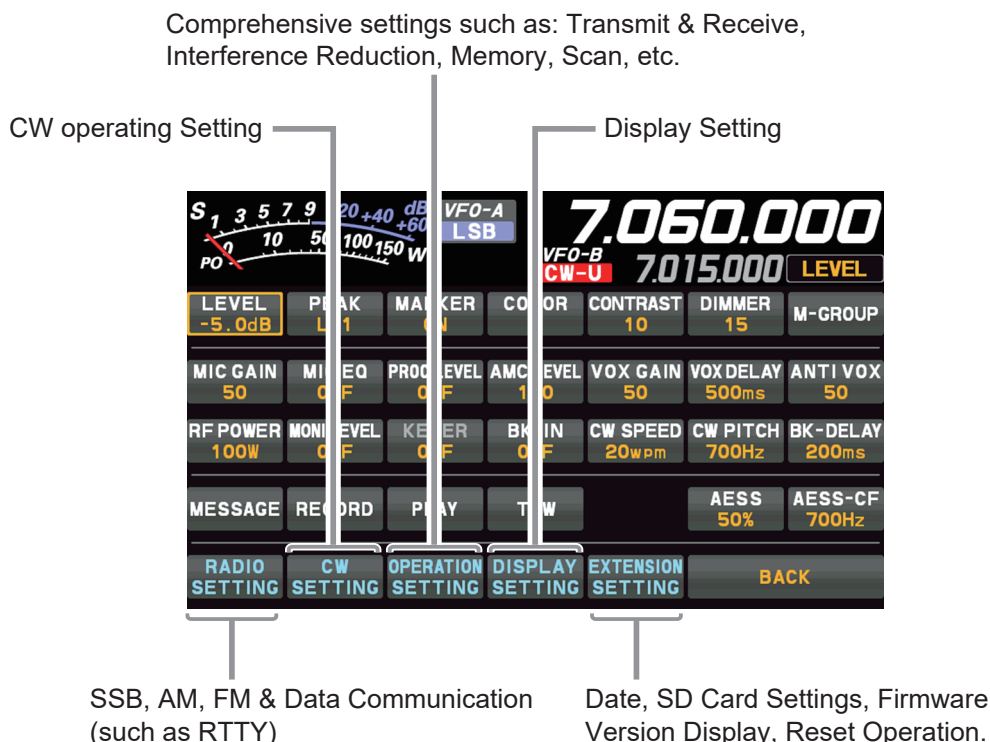 Comprehensive settings such as: Transmit & Receive,
Interference Reduction, Memory, Scan, etc.
CW operating Setting
Display Setting
S 1 3 5 7 9 20 +40 dB +60
PO 0 10 50 100 150 W
VFO-A
LSB
7.060.000
VFO-B
CW-U
7.015.000
LEVEL
LEVEL CONTRAST DIMMER M-GROUP
-5.0dB 10 15
MIC GAIN VOX GAIN VOX DELAY ANTI VOX
50 50 500ms 50
RF POWER CW SPEED CW PITCH BK-DELAY
100W 20wpm 700Hz 200ms
MESSAGE AESS AESS-CF
50% 700Hz
RADIO CW OPERATION DISPLAY EXTENSION
SETTING SETTING SETTING SETTING SETTING
BACK
SSB, AM, FM & Data Communication
(such as RTTY)
Date, SD Card Settings, Firmware
Version Display, Reset Operation.